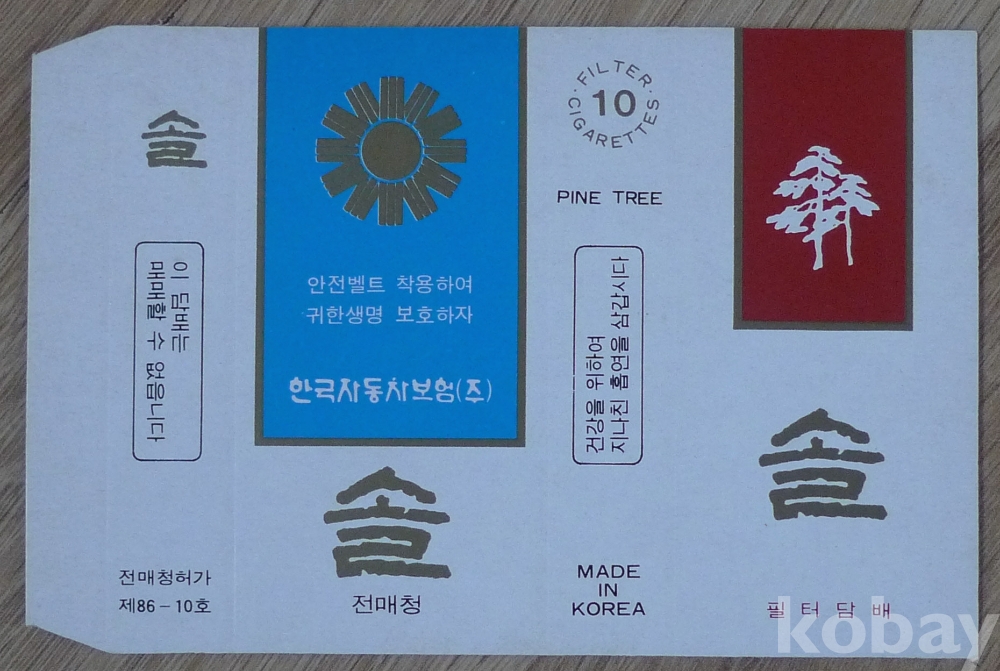 솔
이 담배는
매매할 수 없읍니다
전매청허가
제86-10호
안전벨트 착용하여
귀한생명 보호하자
한국자동차보험(주)
솔
전매청
FILTER
10
CIGARETTES
PINE TREE
건강을 위하여
지나친 흡연을 삼갑시다
MADE
IN
KOREA
솔
필터담배
kobay